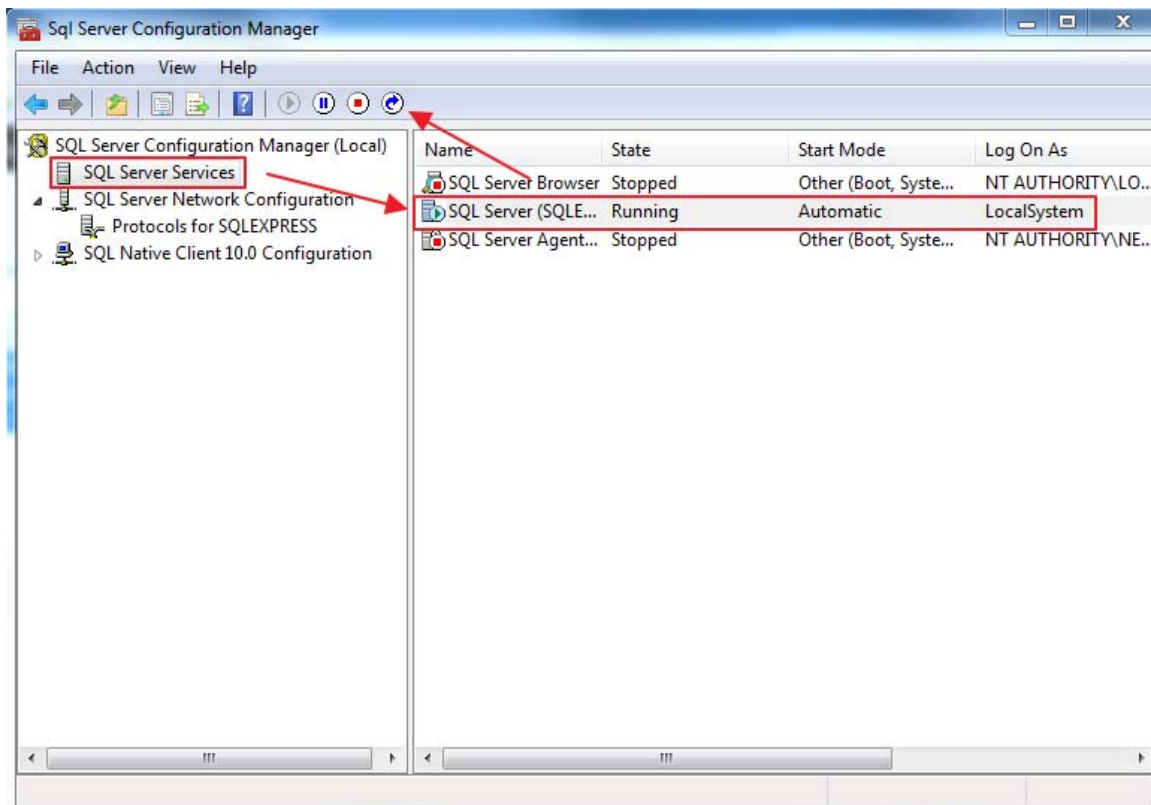 Sql Server Configuration Manager
File Action View Help
SQL Server Configuration Manager (Local)
SQL Server Services
SQL Server Network Configuration
Protocols for SQLEXPRESS
SQL Native Client 10.0 Configuration
Name State Start Mode Log On As
SQL Server Browser Stopped Other (Boot, Syste... NT AUTHORITY\LO...
SQL Server (SQLE... Running Automatic LocalSystem
SQL Server Agent... Stopped Other (Boot, Syste... NT AUTHORITY\NE...